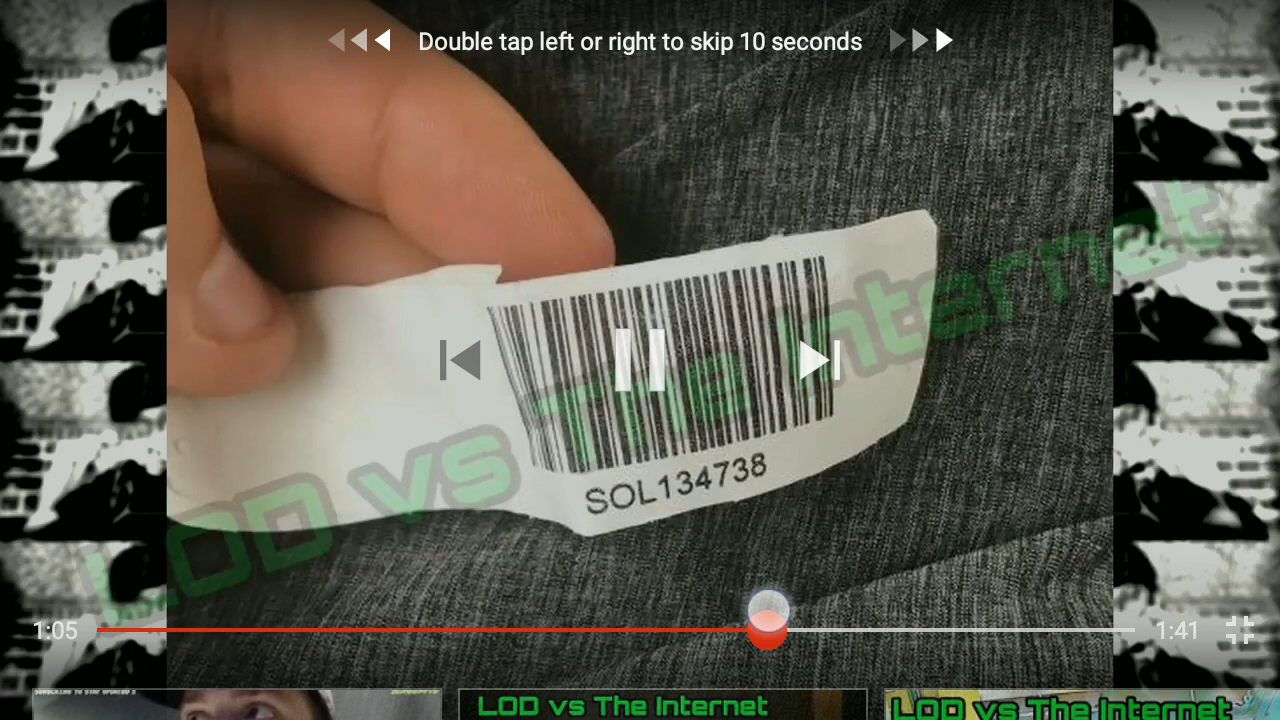 Double tap left or right to skip 10 seconds
SOL134738
LOD vs The Internet
1:05
1:41
LOD vs The Internet
LOD vs The Internet